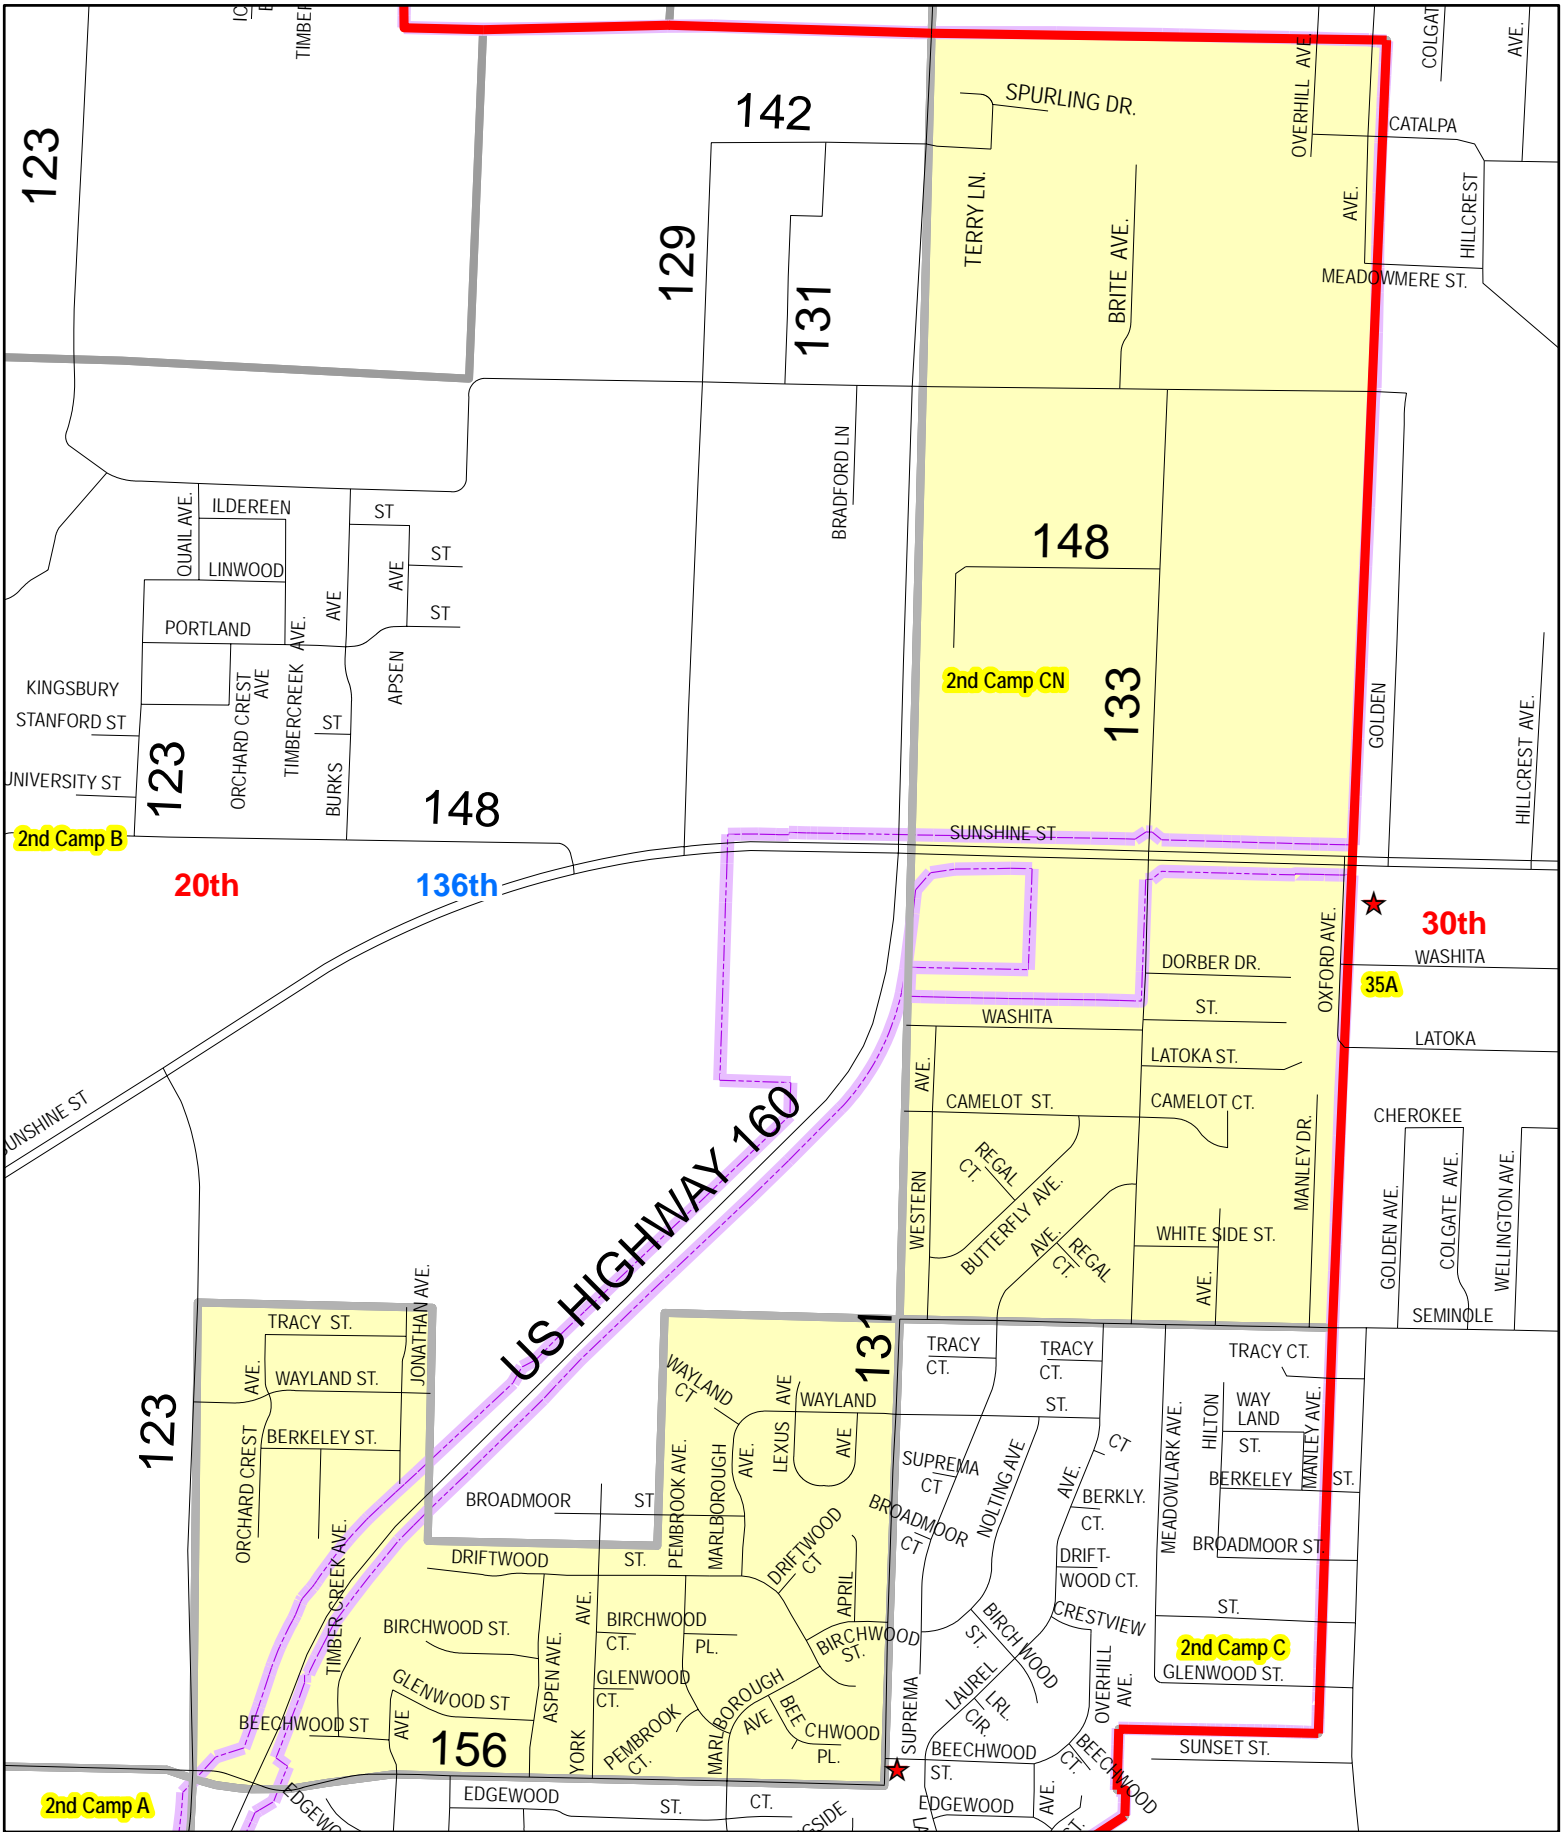 TIMBER
OVERHILL AVE.
COLGAT
AVE.
123
142
SPURLING DR.
CATALPA
129
131
TERRY LN.
BRITE AVE.
AVE.
HILLCREST
MEADOWMERE ST.
BRADFORD LN
QUAIL AVE.
ILDEREEN
ST
LINWOOD
AVE
AVE
ST
ST
PORTLAND
148
KINGSBURY
STANFORD ST
UNIVERSITY ST
ORCHARD CREST
AVE
TIMBERCREEK AVE.
ST
BURKS
APSEN
123
148
2nd Camp CN
133
GOLDEN
HILLCREST AVE.
2nd Camp B
SUNSHINE ST
20th
136th
30th
35A
OXFORD AVE.
WASHITA
DORBER DR.
ST.
WASHITA
LATOKA ST.
LATOKA
SUNSHINE ST
US HIGHWAY 160
AVE.
WESTERN
CAMELOT ST.
CAMELOT CT.
REGAL
CT.
BUTTERFLY AVE.
AVE.
REGAL
CT.
WHITE SIDE ST.
AVE.
MANLEY DR.
CHEROKEE
GOLDEN AVE.
COLGATE AVE.
WELLINGTON AVE.
SEMINOLE
123
TRACY ST.
JONATHAN AVE.
AVE.
WAYLAND ST.
BERKELEY ST.
ORCHARD CREST
TIMBER CREEK AVE.
131
WAYLAND
CT
LEXUS AVE
WAYLAND
ST.
AVE
PEMBROOK AVE.
MARLBOROUGH
AVE.
BROADMOOR
ST
TRACY
CT.
TRACY
CT.
TRACY CT.
SUPREMA
CT
NOLTING AVE
AVE.
CT
BERKLY.
CT.
BROADMOOR
CT
MEADOWLARK AVE.
HILTON
WAY
LAND
ST.
MANLEY AVE.
BERKELEY
ST.
BROADMOOR ST.
DRIFTWOOD
ST.
DRIFTWOOD
CT
APRIL
DRIFT-
WOOD CT.
CRESTVIEW
ST.
BIRCHWOOD ST.
AVE.
BIRCHWOOD
CT.
PL.
BIRCHWOOD
ST.
BIRCH WOOD
ST.
2nd Camp C
GLENWOOD ST.
GLENWOOD ST
ASPEN AVE.
GLENWOOD
CT.
YORK
PEMBROOK
CT.
MARLBOROUGH
AVE
BEE
CHWOOD
PL.
SUPREMA
LAUREL
LRL.
CIR.
OVERHILL
AVE.
BEECHWOOD ST
AVE
156
BEECHWOOD
ST.
BEECHWOOD
CT.
SUNSET ST.
2nd Camp A
EDGEWO
EDGEWOOD
ST.
CT.
GSIDE
EDGEWOOD
AVE.
CT.